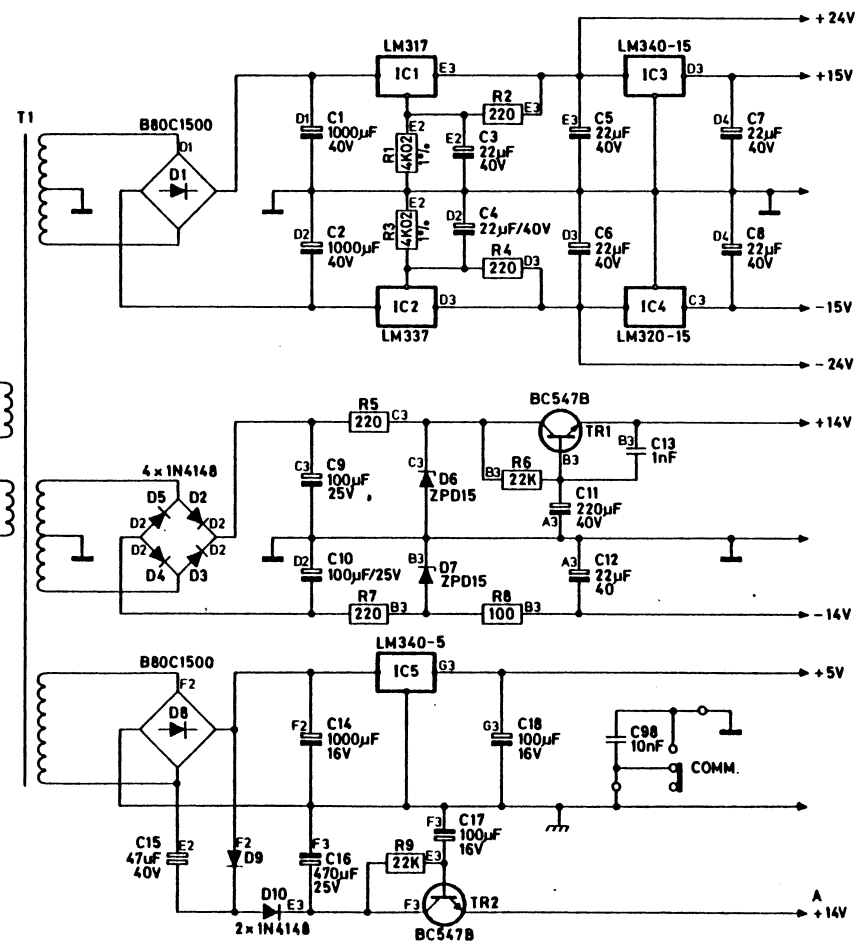 +24V
LM317
LM340-15
IC1
E3
IC3
D3
+15V
T1
B80C1500
D1
D1
D1
C1
1000µF
40V
E2
R1
4K02
1%
E2
C3
22µF
40V
R2
220
E3
E3
C5
22µF
40V
D4
C7
22µF
40V
D2
C2
1000µF
40V
E2
R3
4K02
1%
D2
C4
22µF/40V
R4
220
D3
D3
C6
22µF
40V
D4
C8
22µF
40V
IC2
D3
LM337
IC4
C3
LM320-15
-15V
-24V
BC547B
R5
220
C3
TR1
+14V
4x1N4148
D5
D2
D2
D2
D2
D2
D4
D3
C3
C9
100µF
25V
C3
D6
ZPD15
B3
R6
22K
B3
B3
C13
1nF
A3
C11
220µF
40V
D2
C10
100µF/25V
B3
D7
ZPD15
A3
C12
22µF
40
R7
220
B3
R8
100
B3
-14V
LM340-5
B80C1500
F2
IC5
G3
+5V
D8
F2
C14
1000µF
16V
G3
C18
100µF
16V
C98
10nF
COMM.
C15
47uF
40V
E2
F2
D9
F3
C16
470µF
25V
F3
C17
100µF
16V
R9
22K
E3
D10
E3
F3
TR2
A
+14V
2x1N4148
BC547B